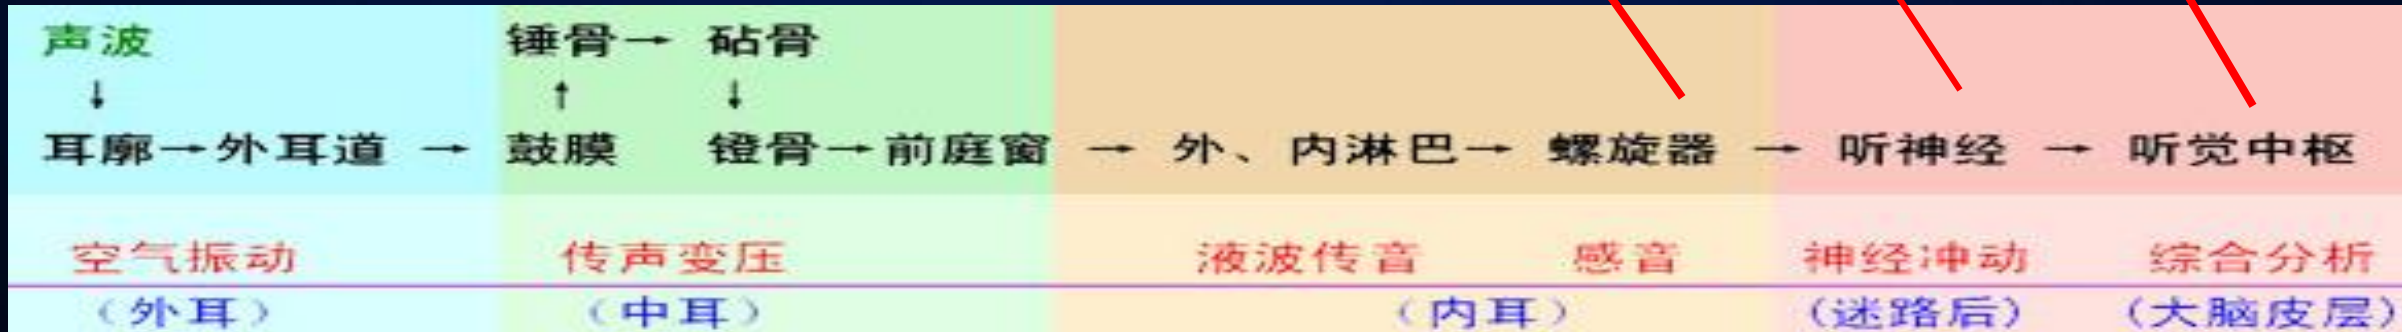 声波 锤骨→ 砧骨
↓ ↑ ↓
耳廓→外耳道 → 鼓膜 镫骨→前庭窗 → 外、内淋巴→ 螺旋器 → 听神经 → 听觉中枢
空气振动 传声变压 液波传音 感音 神经冲动 综合分析
(外耳) (中耳) (内耳) (迷路后) (大脑皮层)